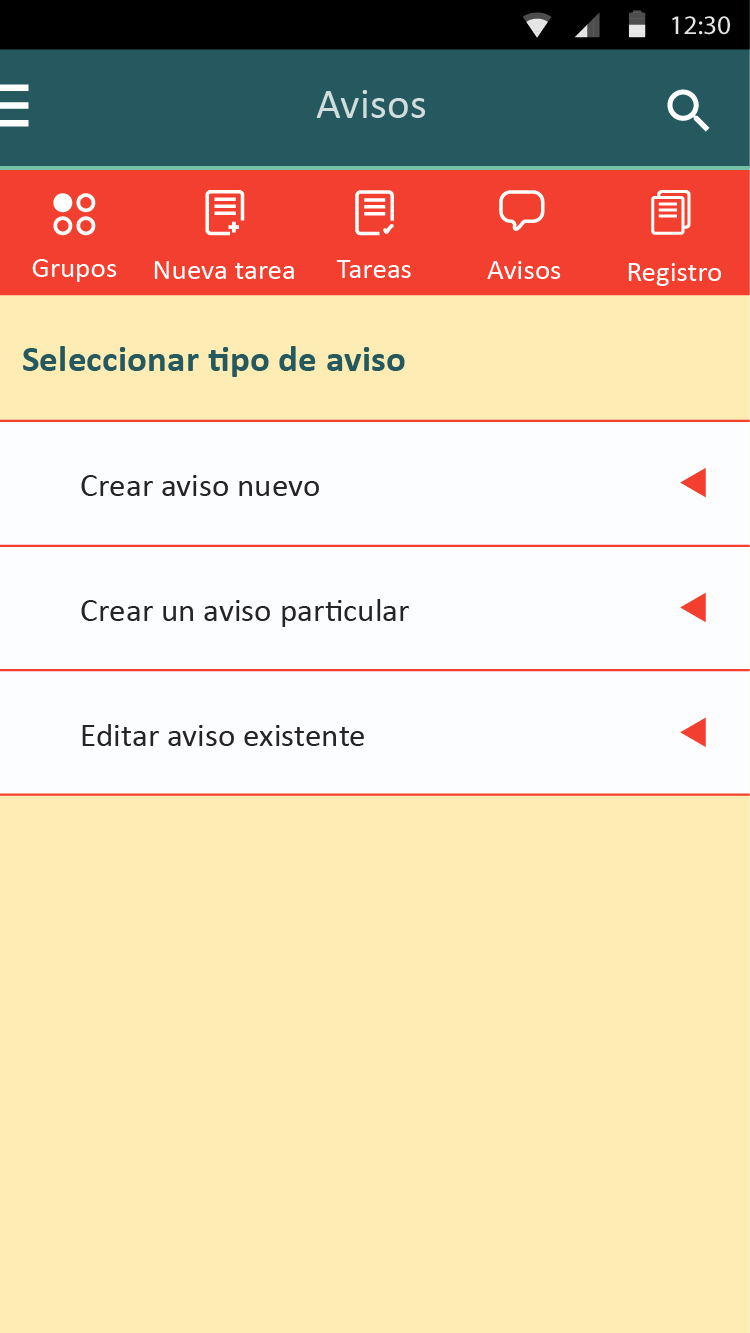 12:30
Avisos
Grupos
Nueva tarea
Tareas
Avisos
Registro
Seleccionar tipo de aviso
Crear aviso nuevo
Crear un aviso particular
Editar aviso existente